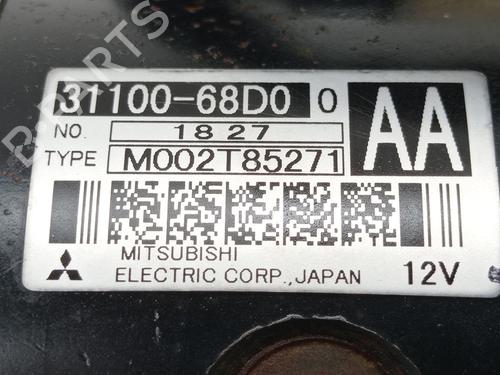 31100-68D0 0
AA
NO. 1827
TYPE M002T85271
MITSUBISHI
ELECTRIC CORP.,JAPAN 12V
B-PARTS